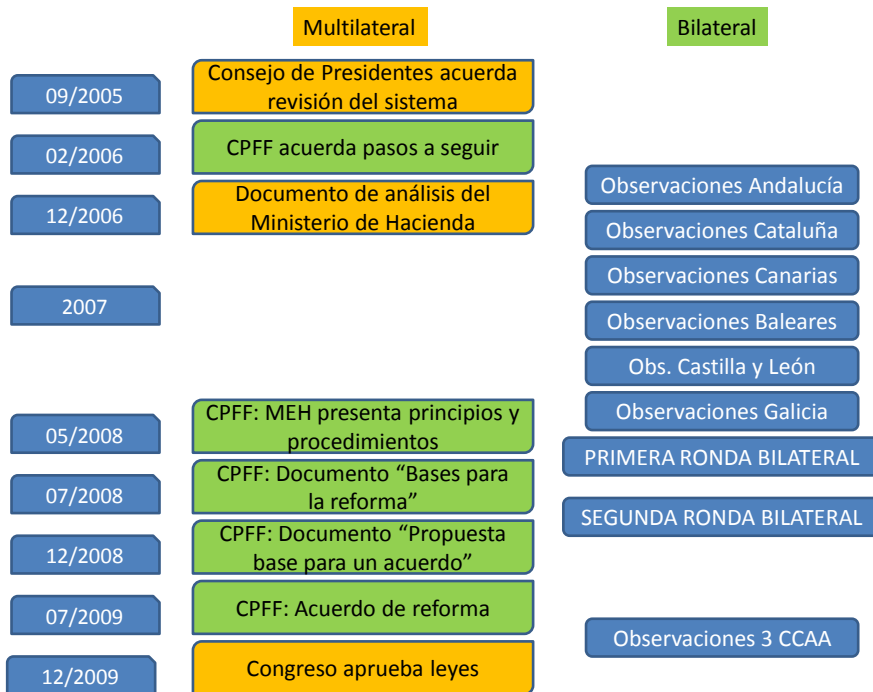 Multilateral
Bilateral
09/2005
Consejo de Presidentes acuerda
revisión del sistema
02/2006
CPFF acuerda pasos a seguir
12/2006
Documento de análisis del
Ministerio de Hacienda
2007
05/2008
CPFF: MEH presenta principios y
procedimientos
07/2008
CPFF: Documento “Bases para
la reforma”
12/2008
CPFF: Documento “Propuesta
base para un acuerdo”
07/2009
CPFF: Acuerdo de reforma
12/2009
Congreso aprueba leyes
Observaciones Andalucía
Observaciones Cataluña
Observaciones Canarias
Observaciones Baleares
Obs. Castilla y León
Observaciones Galicia
PRIMERA RONDA BILATERAL
SEGUNDA RONDA BILATERAL
Observaciones 3 CCAA